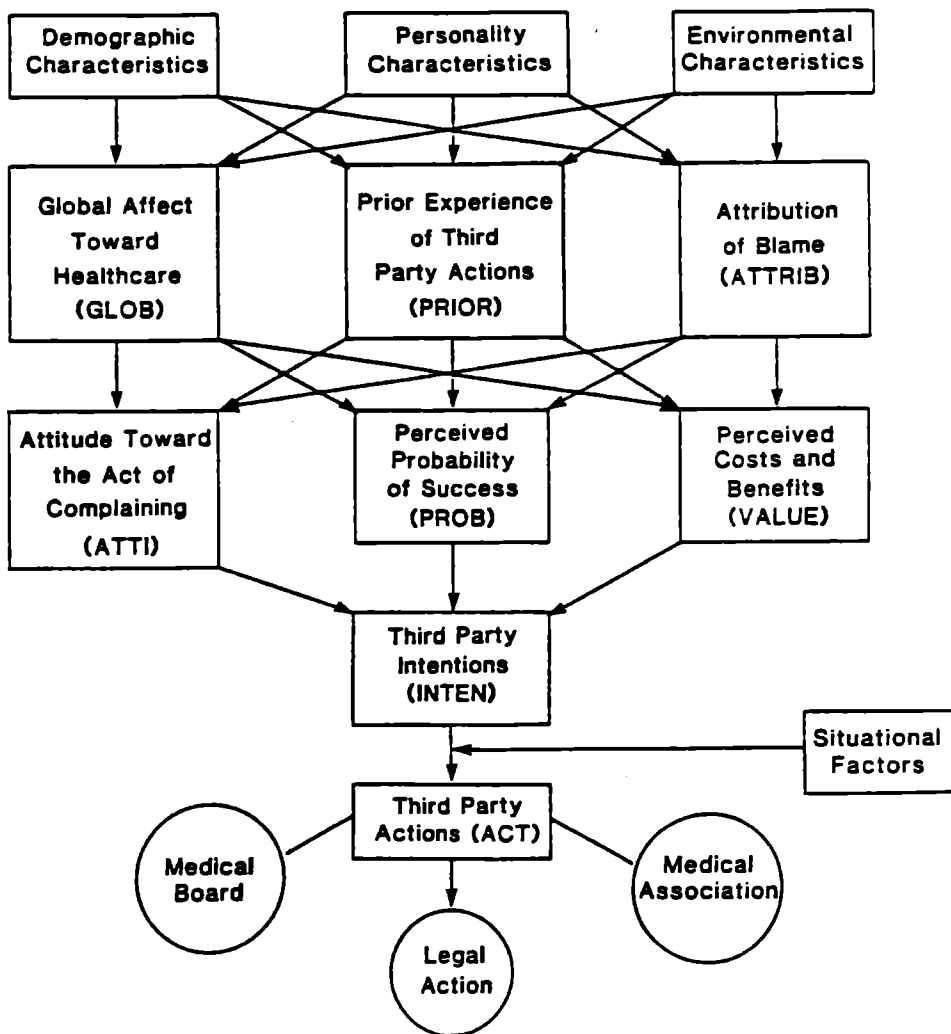 Demographic
Characteristics
Personality
Characteristics
Environmental
Characteristics
Global Affect
Toward
Healthcare
(GLOB)
Prior Experience
of Third
Party Actions
(PRIOR)
Attribution
of Blame
(ATTRIB)
Attitude Toward
the Act of
Complaining
(ATTI)
Perceived
Probability
of Success
(PROB)
Perceived
Costs and
Benefits
(VALUE)
Third Party
Intentions
(INTEN)
Situational
Factors
Third Party
Actions (ACT)
Medical
Board
Medical
Association
Legal
Action